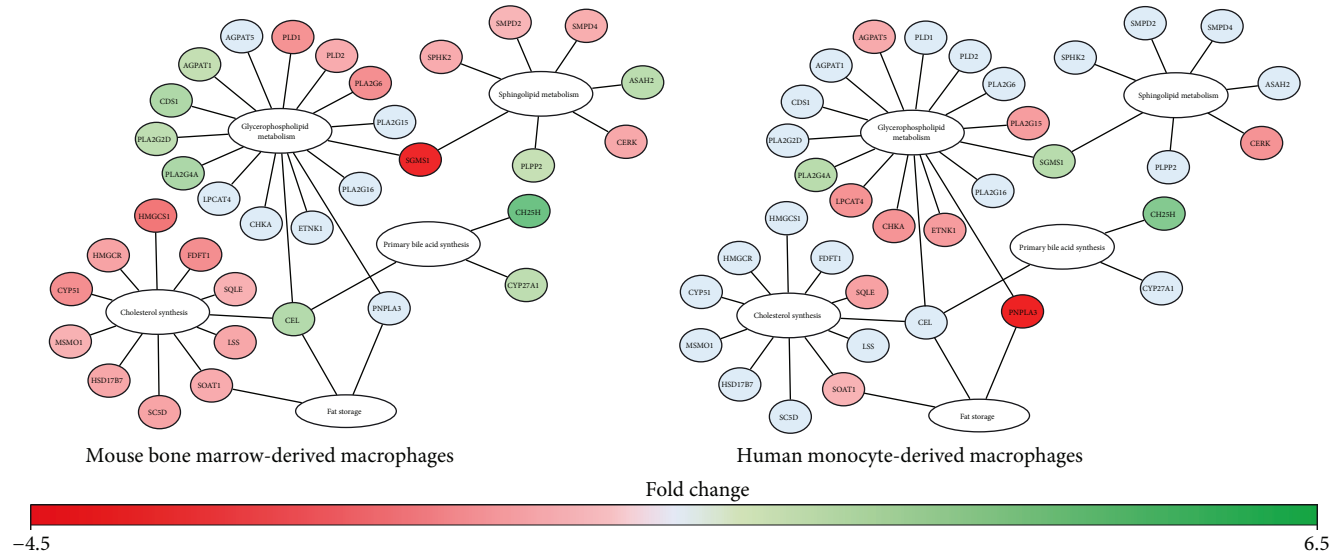 SMPD2
SMPD4
SPHK2
Sphingolipid metabolism
ASAH2
CERK
PLPP2
AGPAT5
PLD1
PLD2
AGPAT1
PLA2G6
CDS1
PLA2G15
PLA2G2D
Glycerophospholipid
metabolism
SGMS1
PLA2G4A
LPCAT4
PLA2G16
CHKA
ETNK1
HMGCS1
HMGCR
FDFT1
CYP51
SQLE
Cholesterol synthesis
MSMO1
LSS
HSD17B7
SOAT1
SC5D
CEL
PNPLA3
Primary bile acid synthesis
CH25H
CYP27A1
Fat storage
Mouse bone marrow-derived macrophages
SMPD2
SMPD4
SPHK2
Sphingolipid metabolism
ASAH2
CERK
PLPP2
AGPAT5
PLD1
PLD2
AGPAT1
PLA2G6
CDS1
PLA2G15
PLA2G2D
Glycerophospholipid
metabolism
SGMS1
PLA2G4A
LPCAT4
PLA2G16
CHKA
ETNK1
HMGCS1
HMGCR
FDFT1
CYP51
SQLE
Cholesterol synthesis
MSMO1
LSS
HSD17B7
SOAT1
SC5D
CEL
PNPLA3
Primary bile acid synthesis
CH25H
CYP27A1
Fat storage
Human monocyte-derived macrophages
Fold change
−4.5
6.5